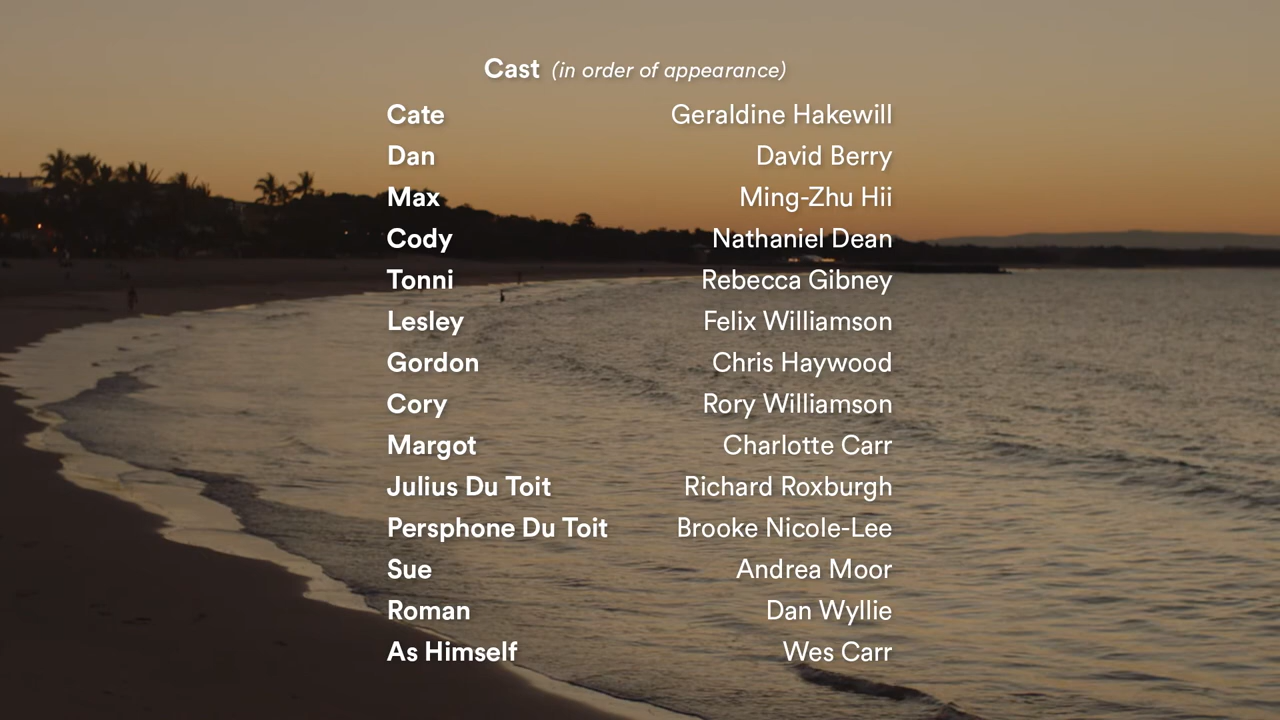 Cast (in order of appearance)
Cate Geraldine Hakewill
Dan David Berry
Max Ming-Zhu Hii
Cody Nathaniel Dean
Tonni Rebecca Gibney
Lesley Felix Williamson
Gordon Chris Haywood
Cory Rory Williamson
Margot Charlotte Carr
Julius Du Toit Richard Roxburgh
Persphone Du Toit Brooke Nicole-Lee
Sue Andrea Moor
Roman Dan Wyllie
As Himself Wes Carr